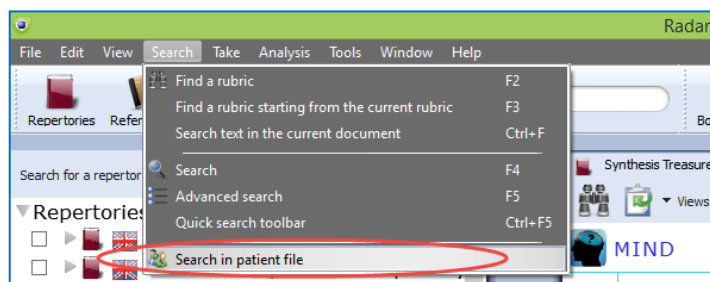 Radar
File Edit View Search Take Analysis Tools Window Help
Find a rubric F2
Find a rubric starting from the current rubric F3
Search text in the current document Ctrl+F
Search F4
Advanced search F5
Quick search toolbar Ctrl+F5
Search in patient file
Repertories Refer
Bo
Search for a repertor
Repertories
Synthesis Treasure
Views
MIND